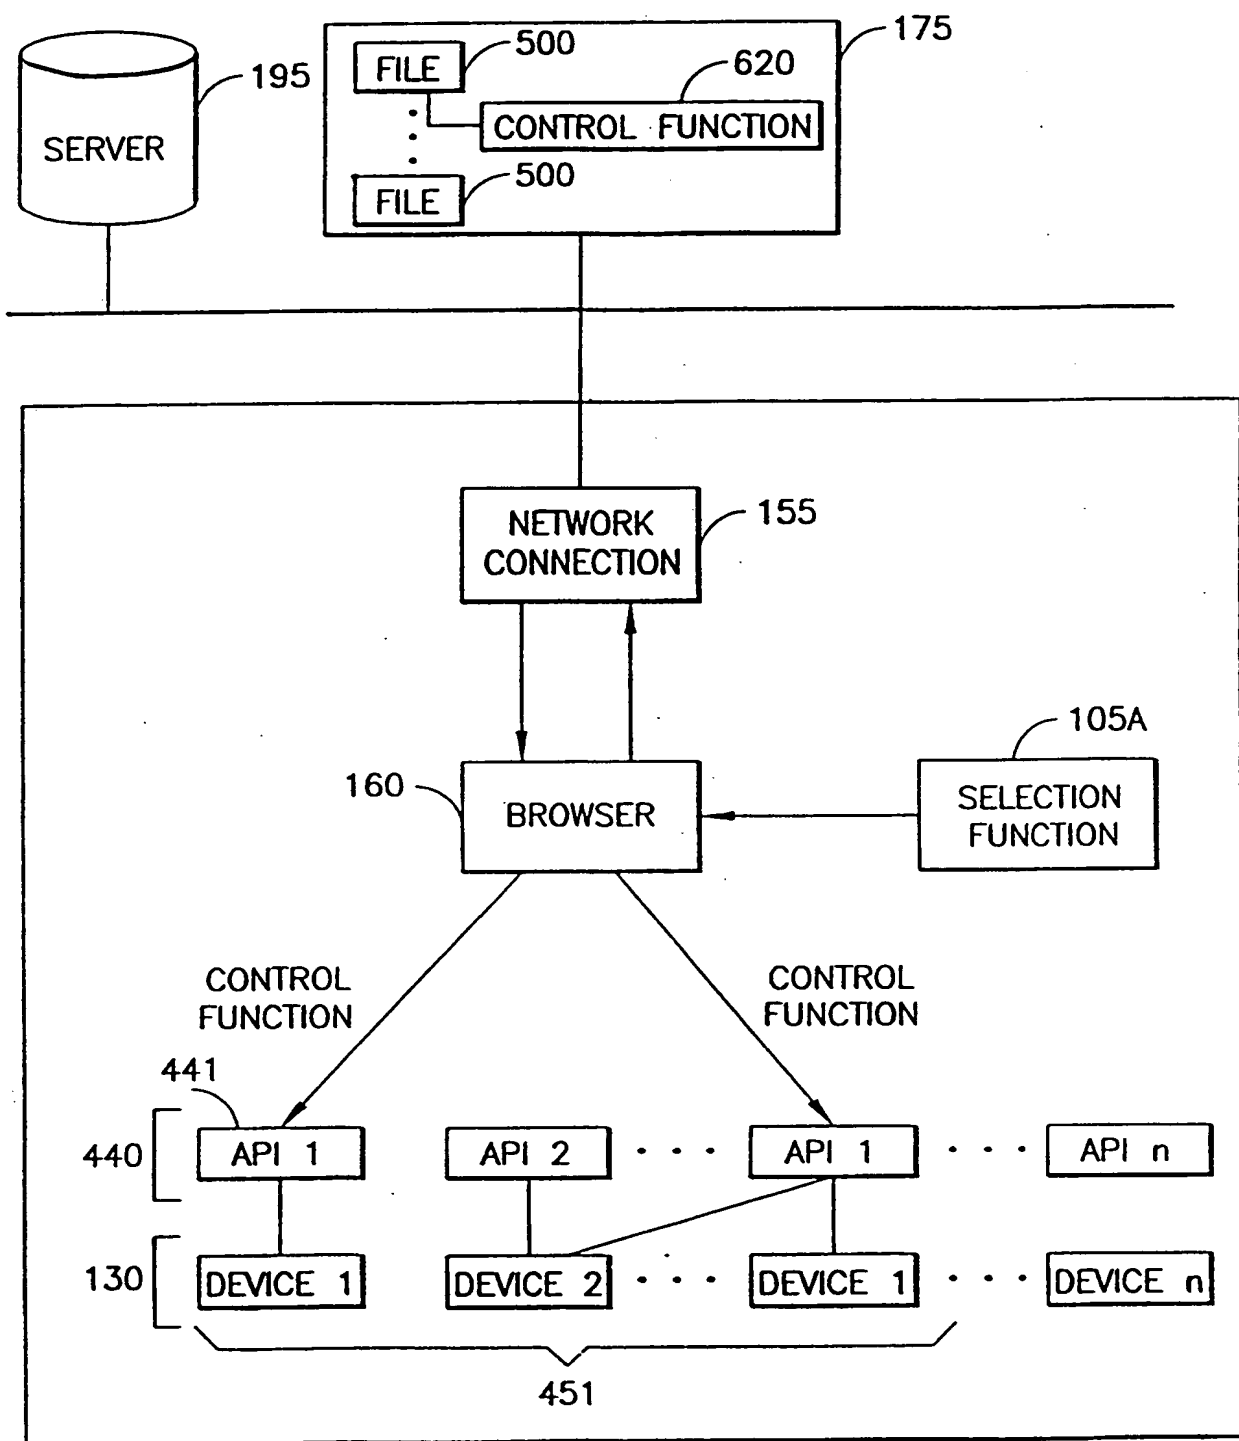 175
500
FILE
620
195
CONTROL FUNCTION
SERVER
500
FILE
NETWORK
CONNECTION
155
105A
160
BROWSER
SELECTION
FUNCTION
CONTROL
FUNCTION
CONTROL
FUNCTION
441
440
API 1
API 2
API 1
API n
130
DEVICE 1
DEVICE 2
DEVICE 1
DEVICE n
451